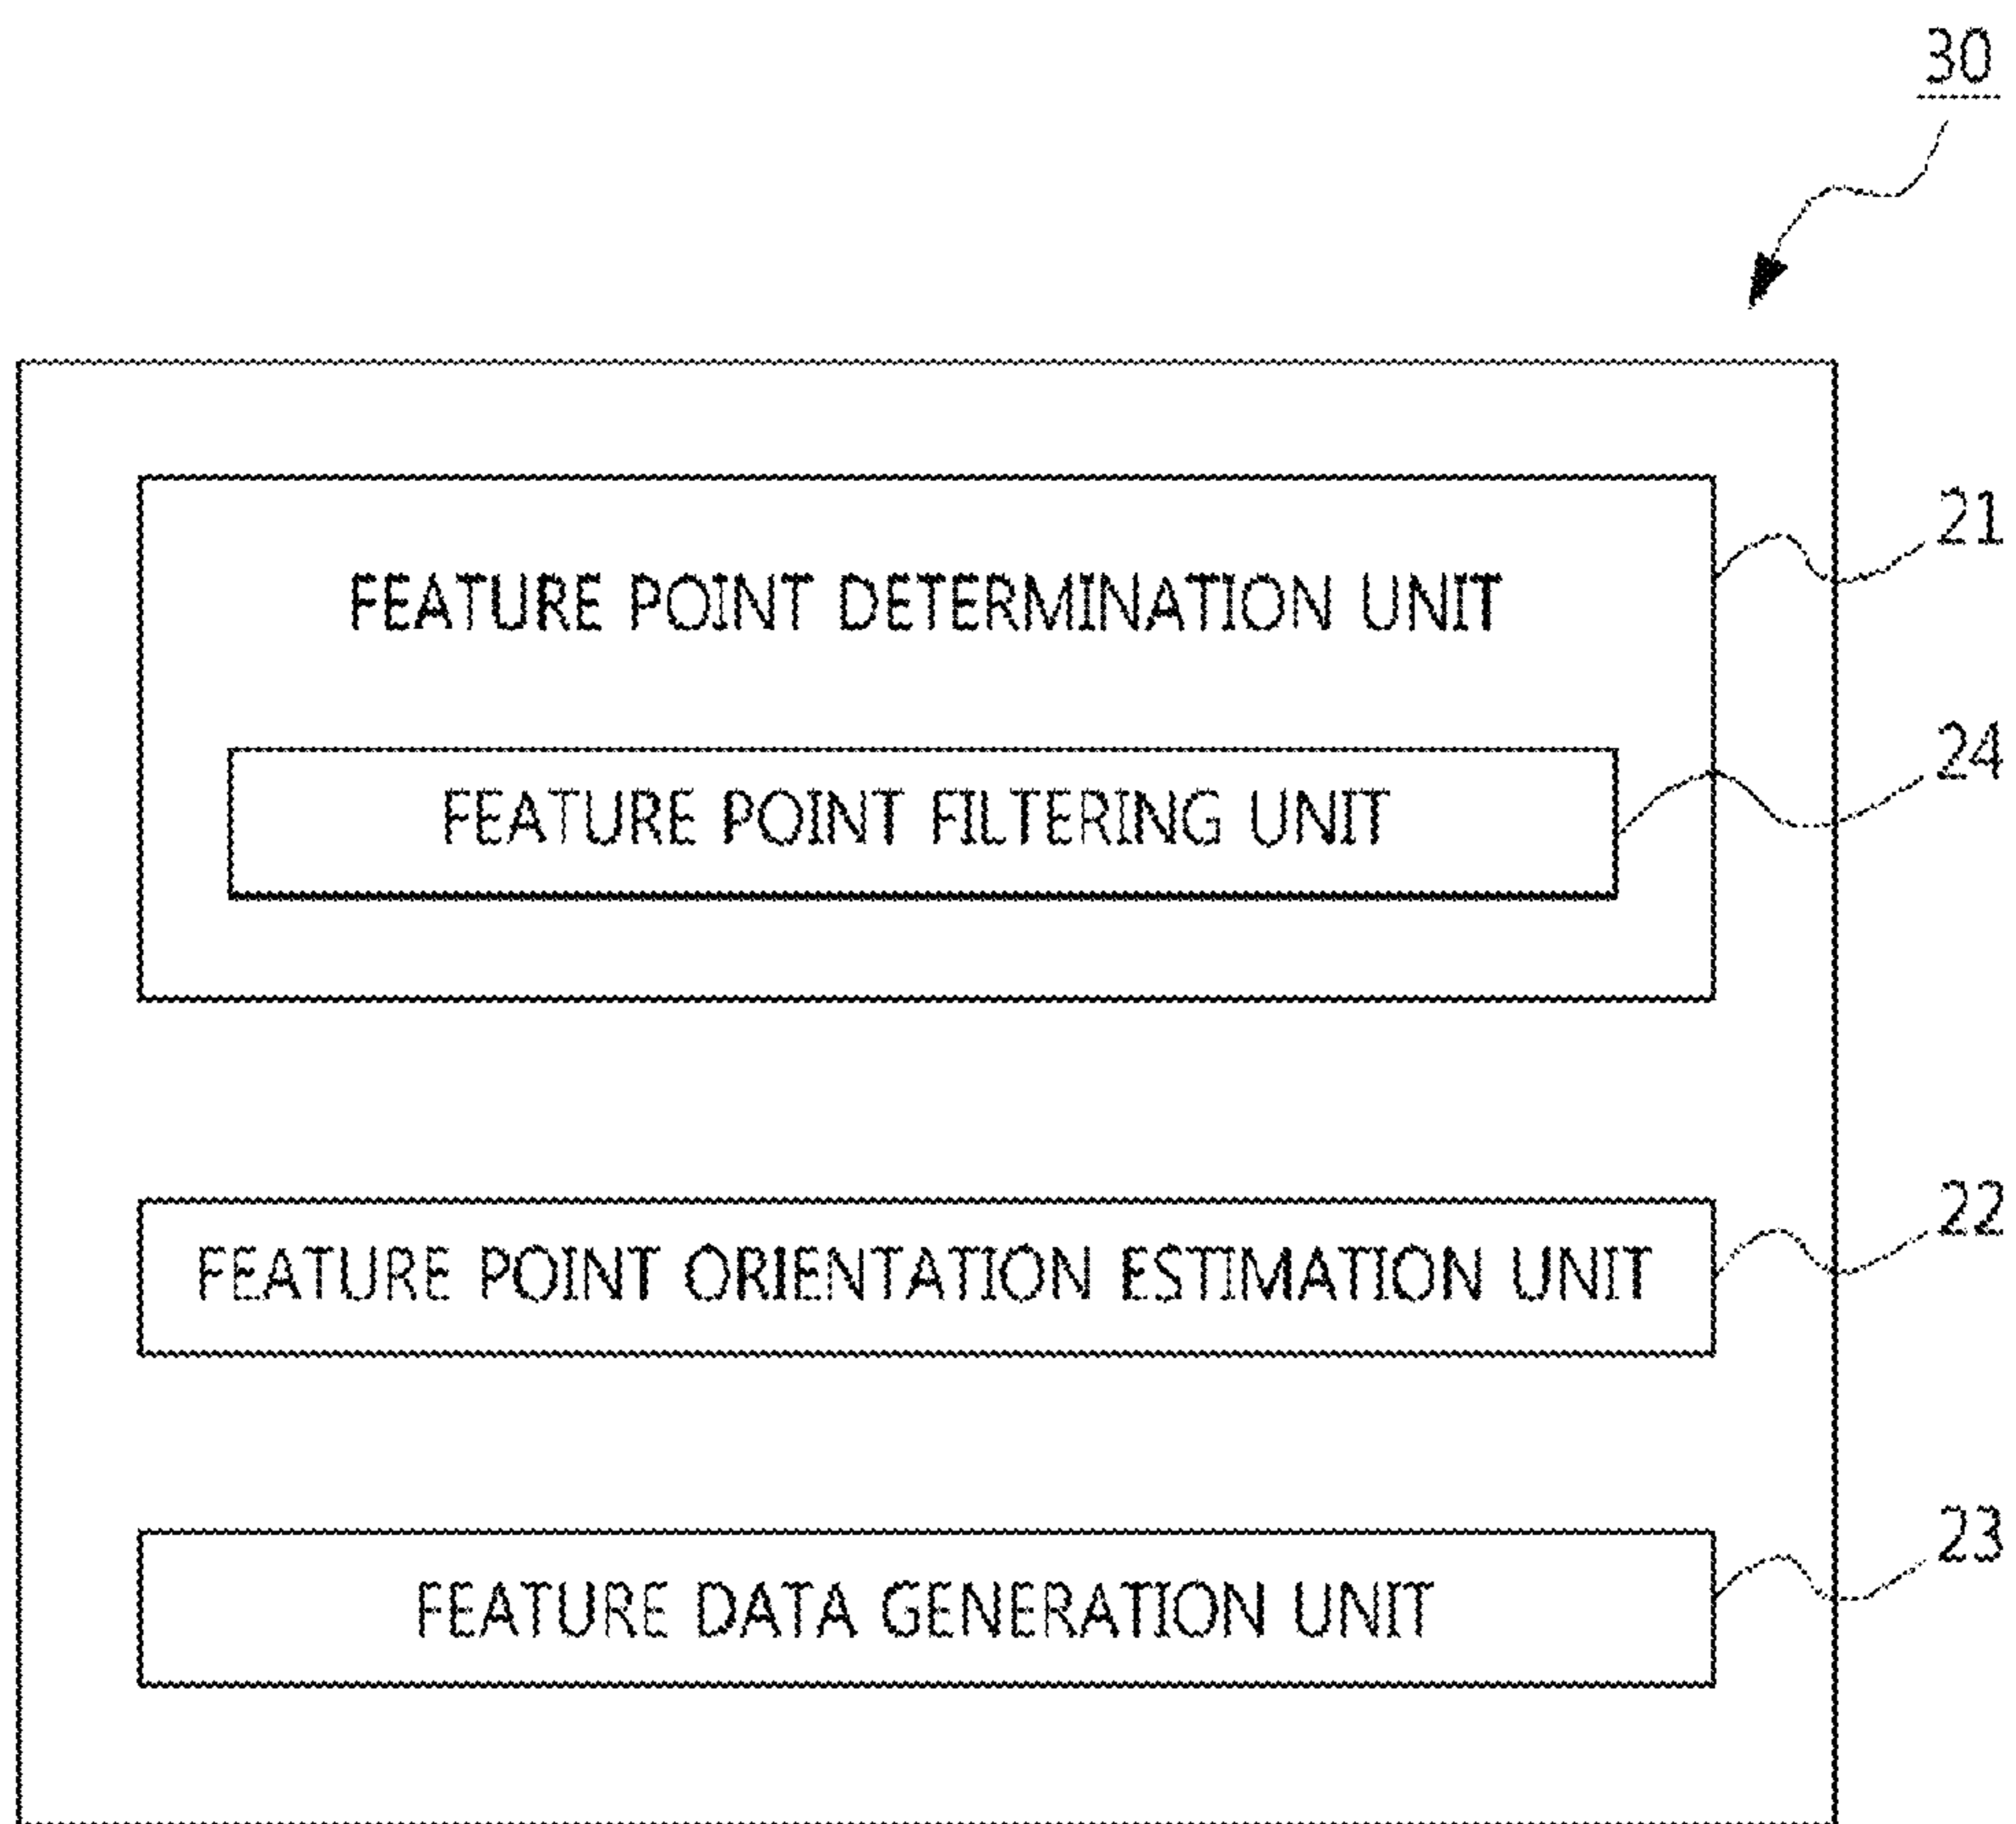 30
FEATURE POINT DETERMINATION UNIT
21
FEATURE POINT FILTERING UNIT
24
FEATURE POINT ORIENTATION ESTIMATION UNIT
22
FEATURE DATA GENERATION UNIT
23